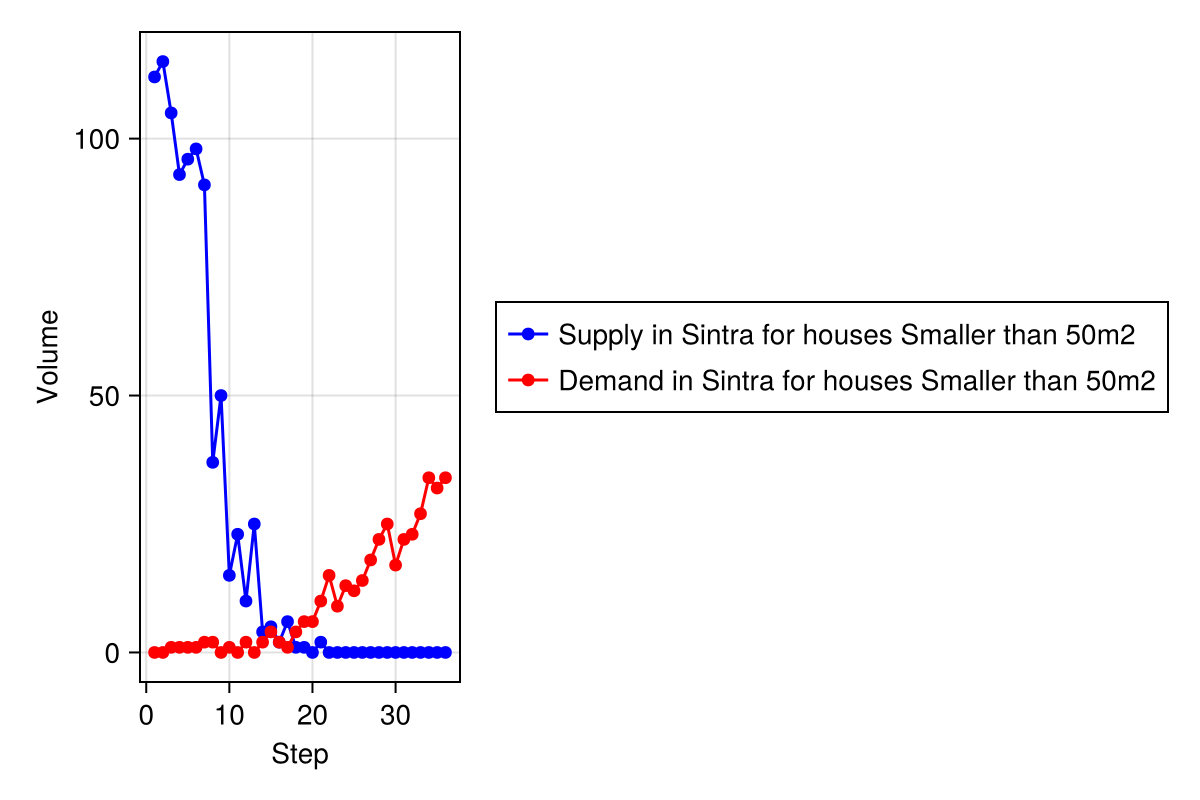 100
50
0
Volume
0 10 20 30
Step
Supply in Sintra for houses Smaller than 50m2
Demand in Sintra for houses Smaller than 50m2